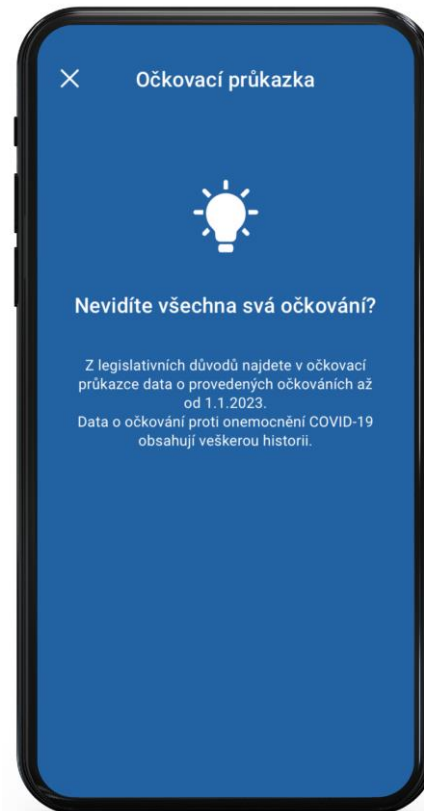 Očkovací průkazka
Nevidíte všechna svá očkování?
Z legislativních důvodů najdete v očkovací
průkazce data o provedených očkováních až
od 1.1.2023.
Data o očkování proti onemocnění COVID-19
obsahují veškerou historii.